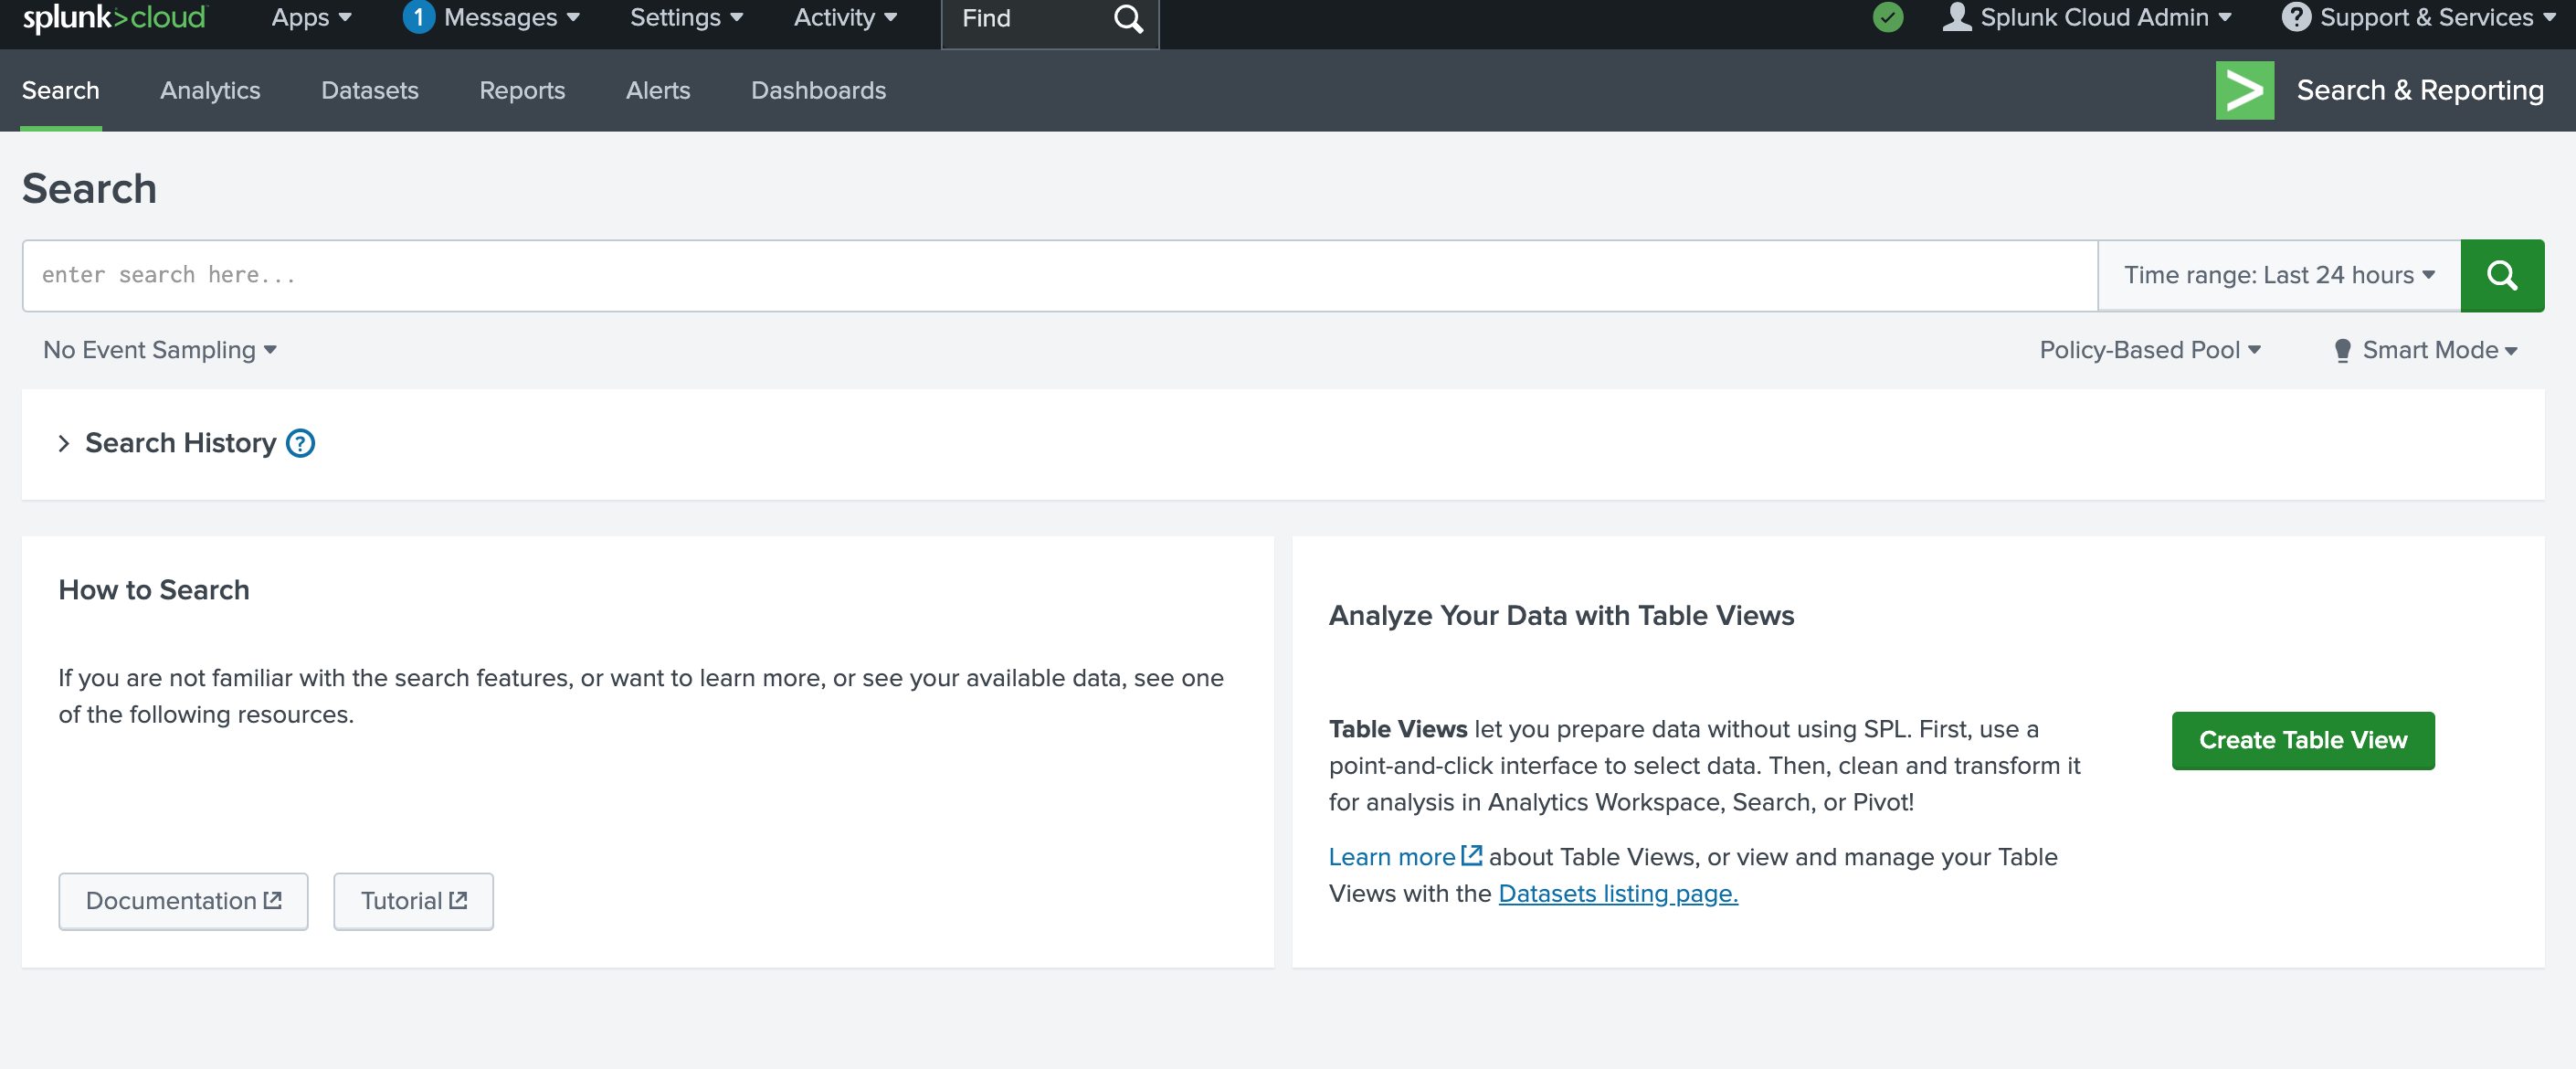 splunk>cloud Apps 1 Messages Settings Activity Find Splunk Cloud Admin ? Support & Services
Search Analytics Datasets Reports Alerts Dashboards > Search & Reporting
Search
enter search here... Time range: Last 24 hours
No Event Sampling Policy-Based Pool Smart Mode
> Search History ?
How to Search
If you are not familiar with the search features, or want to learn more, or see your available data, see one
of the following resources.
Documentation Tutorial
Analyze Your Data with Table Views
Table Views let you prepare data without using SPL. First, use a
point-and-click interface to select data. Then, clean and transform it
for analysis in Analytics Workspace, Search, or Pivot!
Create Table View
Learn more about Table Views, or view and manage your Table
Views with the Datasets listing page.